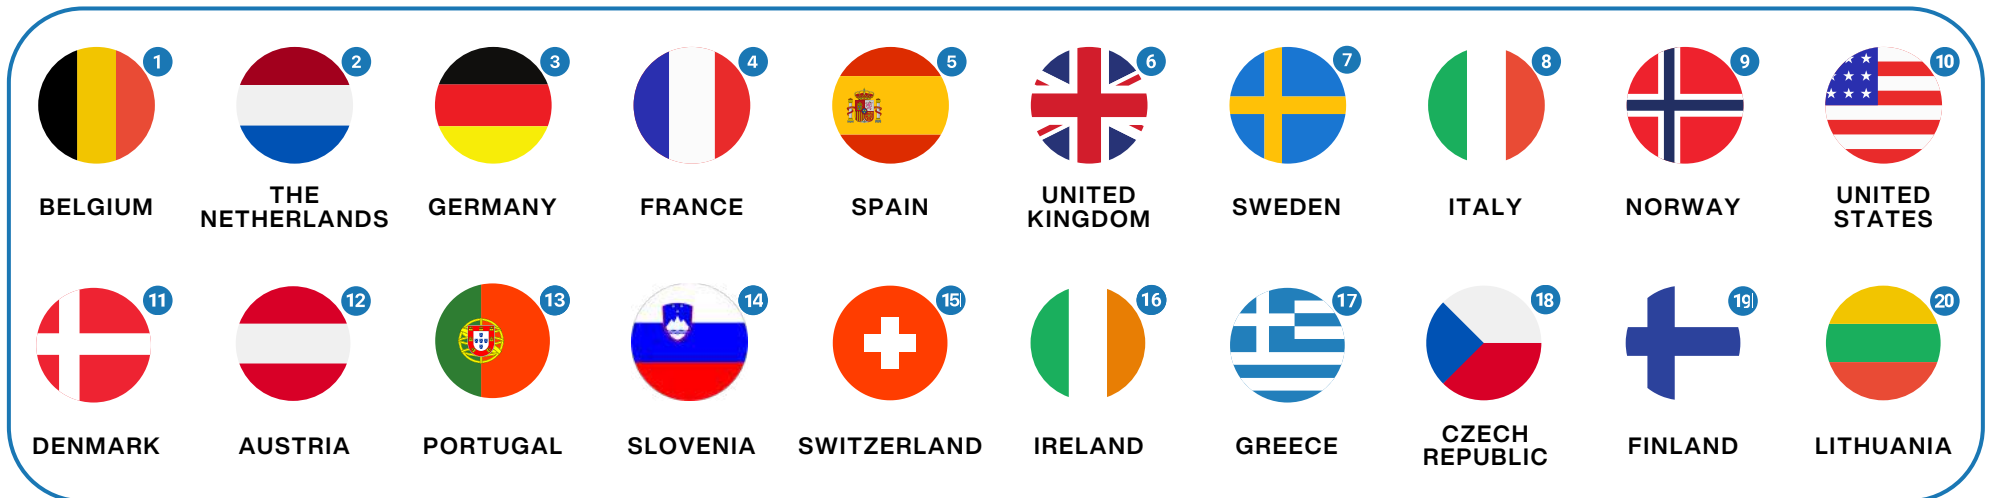 1 2 3 4 5 6 7 8 9 10
BELGIUM
THE
NETHERLANDS
GERMANY
FRANCE
SPAIN
UNITED
KINGDOM
SWEDEN
ITALY
NORWAY
UNITED
STATES
11 12 13 14 15 16 17 18 19 20
DENMARK
AUSTRIA
PORTUGAL
SLOVENIA
SWITZERLAND
IRELAND
GREECE
CZECH
REPUBLIC
FINLAND
LITHUANIA